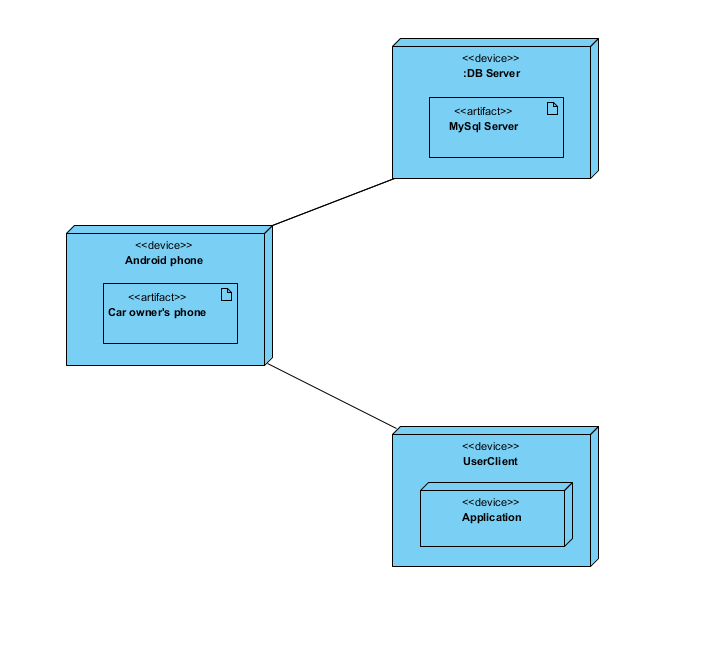 <<device>>
:DB Server
<<artifact>>
MySql Server
<<device>>
Android phone
<<artifact>>
Car owner's phone
<<device>>
UserClient
<<device>>
Application